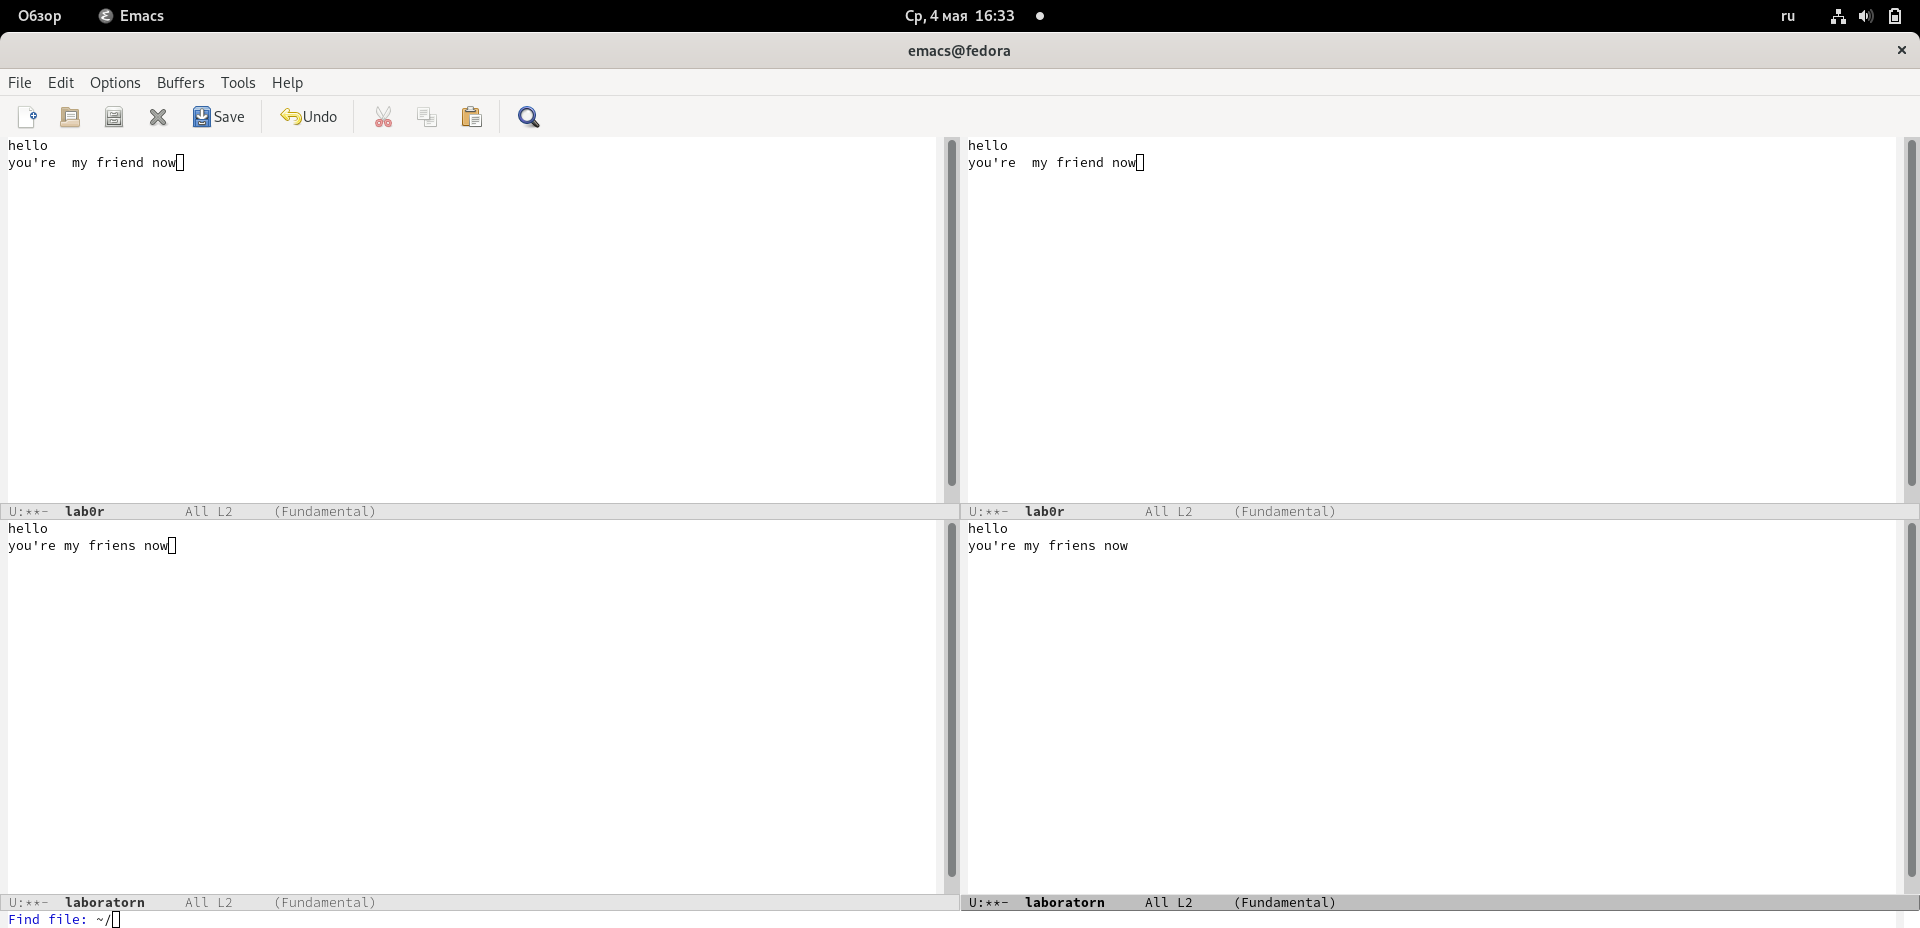 Обзор Emacs Ср, 4 мая 16:33 ru
emacs@fedora
File Edit Options Buffers Tools Help
Save Undo
hello
you're  my friend now
U:**-  lab0r          All L2     (Fundamental)
hello
you're  my friend now
U:**-  lab0r          All L2     (Fundamental)
hello
you're my friens now
U:**-  laboratorn     All L2     (Fundamental)
hello
you're my friens now
U:**-  laboratorn     All L2     (Fundamental)
Find file: ~/